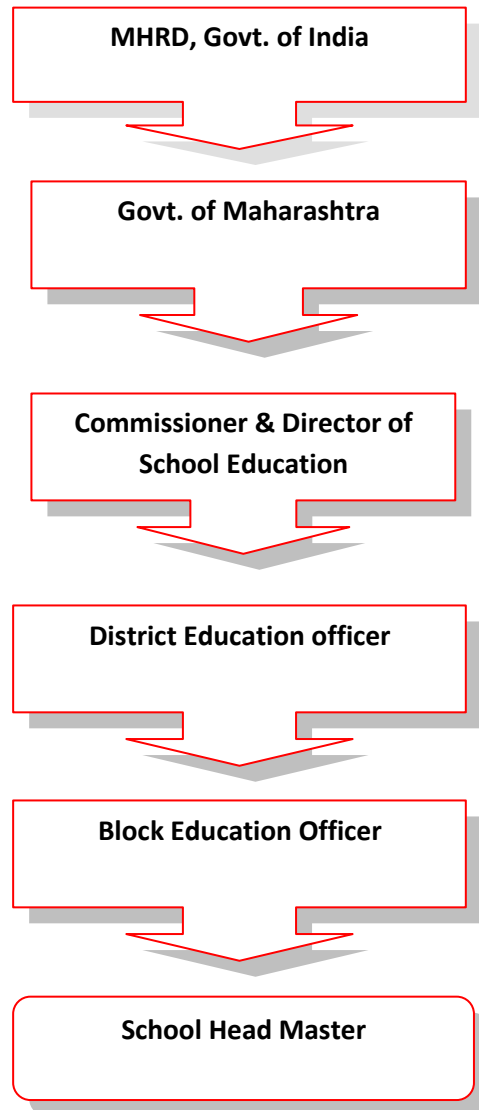 MHRD, Govt. of India
Govt. of Maharashtra
Commissioner & Director of
School Education
District Education officer
Block Education Officer
School Head Master